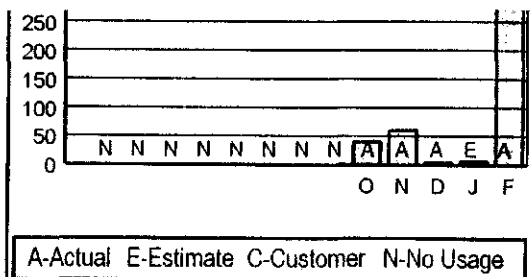 250
200
150
100
50
0
N N N N N N N N A A A E A
O N D J F
A-Actual E-Estimate C-Customer N-No Usage